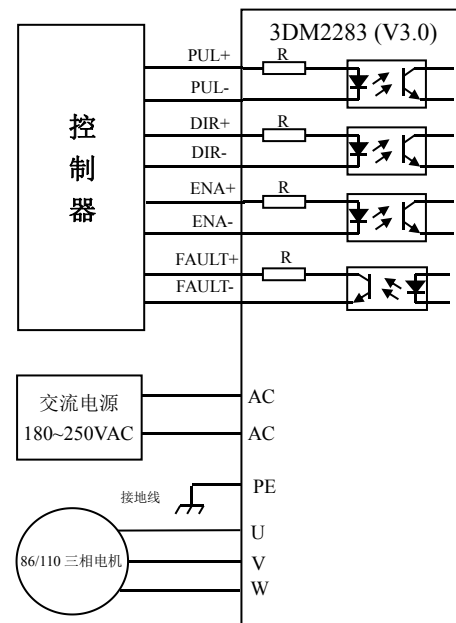 3DM2283 (V3.0)
PUL+
R
PUL-
DIR+
R
DIR-
ENA+
R
ENA-
FAULT+
R
FAULT-
控
制
器
交流电源
180~250VAC
AC
AC
接地线
PE
86/110 三相电机
U
V
W